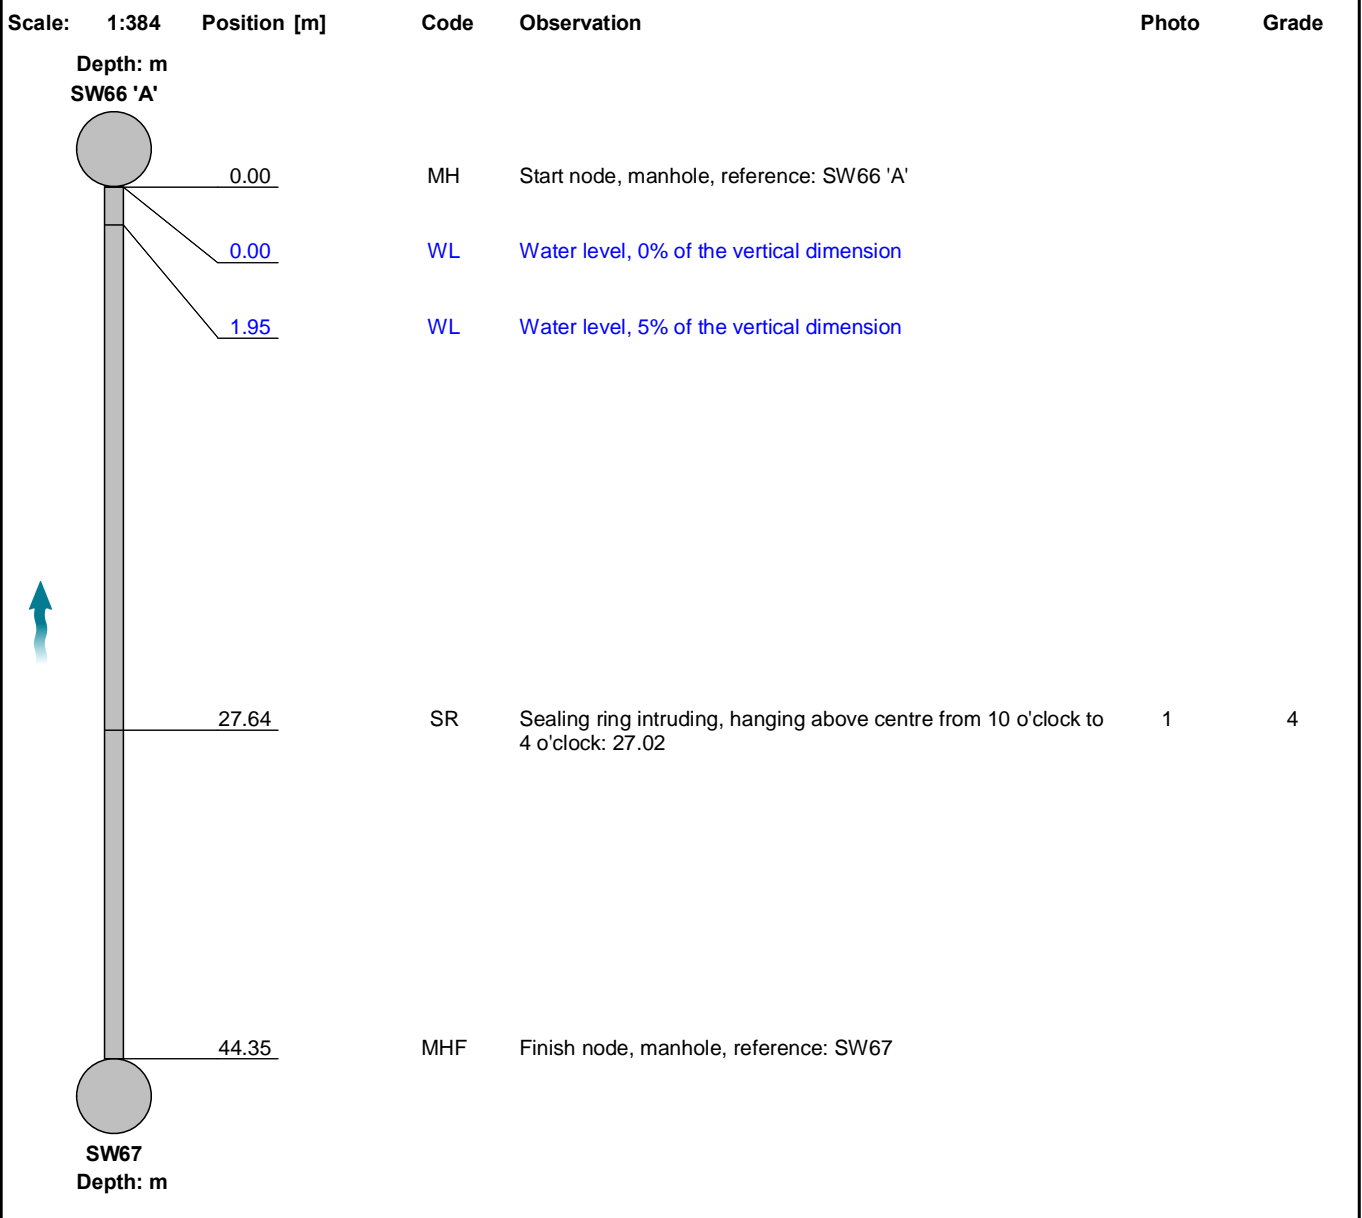 Scale: 1:384 Position [m] Code Observation Photo Grade
Depth: m
SW66 'A'
0.00 MH Start node, manhole, reference: SW66 'A'
0.00 WL Water level, 0% of the vertical dimension
1.95 WL Water level, 5% of the vertical dimension
27.64 SR Sealing ring intruding, hanging above centre from 10 o'clock to 1 4
4 o'clock: 27.02
44.35 MHF Finish node, manhole, reference: SW67
SW67
Depth: m